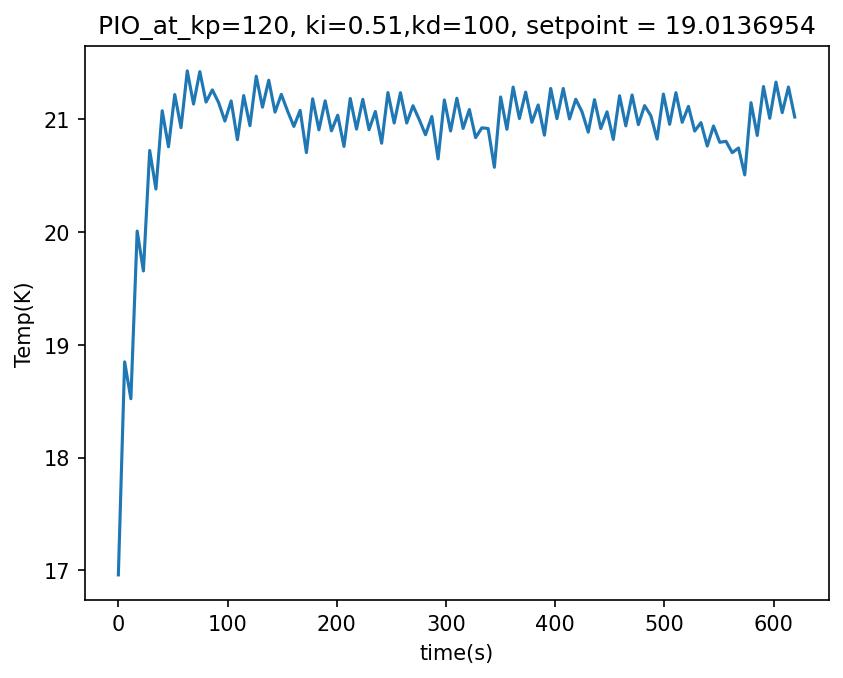 PIO_at_kp=120, ki=0.51,kd=100, setpoint = 19.0136954
21
20
19
18
17
Temp(K)
0 100 200 300 400 500 600
time(s)